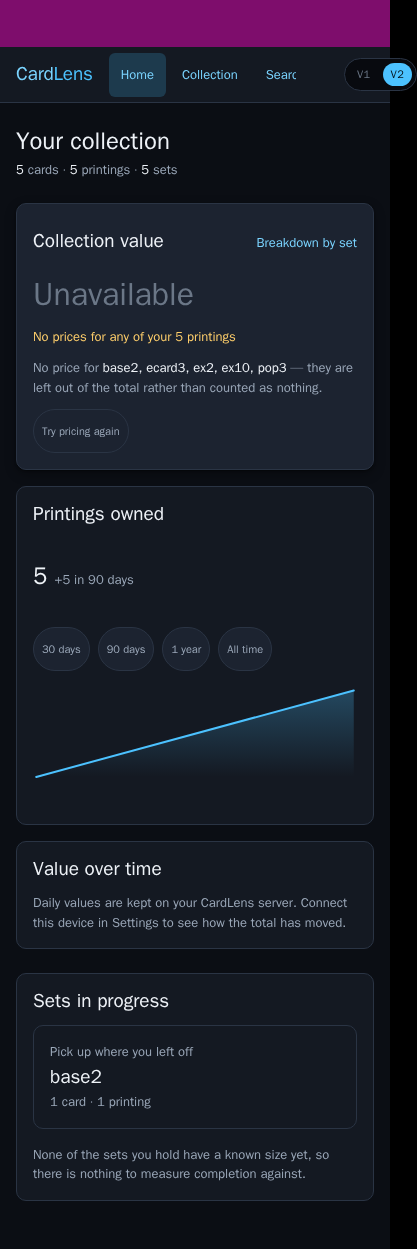 CardLens Home Collection Searc V1 V2
Your collection
5 cards · 5 printings · 5 sets
Collection value Breakdown by set
Unavailable
No prices for any of your 5 printings
No price for base2, ecard3, ex2, ex10, pop3 — they are
left out of the total rather than counted as nothing.
Try pricing again
Printings owned
5 +5 in 90 days
30 days 90 days 1 year All time
Value over time
Daily values are kept on your CardLens server. Connect
this device in Settings to see how the total has moved.
Sets in progress
Pick up where you left off
base2
1 card · 1 printing
None of the sets you hold have a known size yet, so
there is nothing to measure completion against.